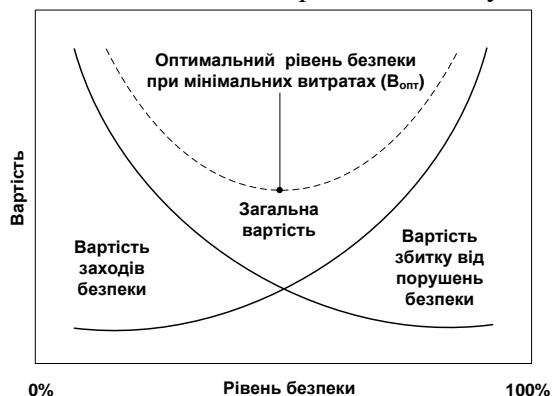 Оптимальний рівень безпеки
при мінімальних витратах (Вопт)
Вартість
Загальна
вартість
Вартість
заходів
безпеки
Вартість
збитку від
порушень
безпеки
0%
Рівень безпеки
100%